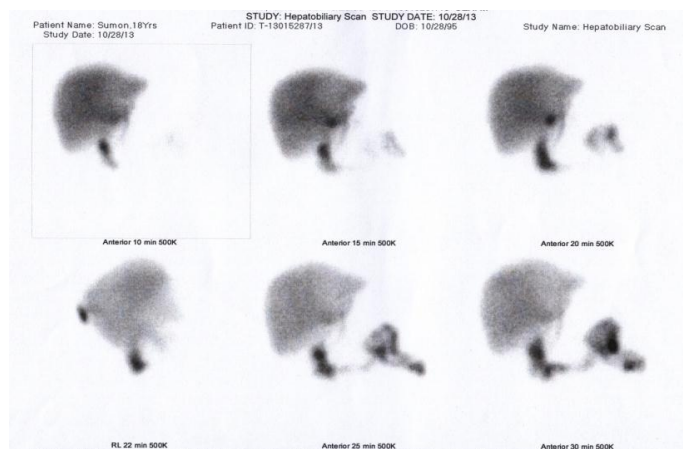 STUDY: Hepatobiliary Scan STUDY DATE: 10/28/13
Patient Name: Sumon.18Yrs Patient ID: T-13015287/13 DOB: 10/28/95 Study Name: Hepatobiliary Scan
Study Date: 10/28/13
Anterior 10 min 500K Anterior 15 min 500K Anterior 20 min 500K
RL 22 min 500K Anterior 25 min 500K Anterior 30 min 500K